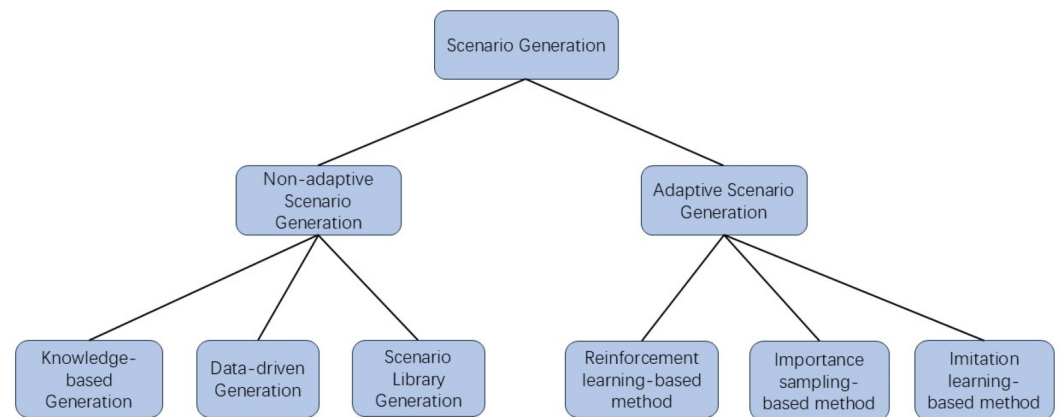 Scenario Generation
Non-adaptive
Scenario
Generation
Adaptive Scenario
Generation
Knowledge-
based
Generation
Data-driven
Generation
Scenario
Library
Generation
Reinforcement
learning-based
method
Importance
sampling-
based method
Imitation
learning-
based method